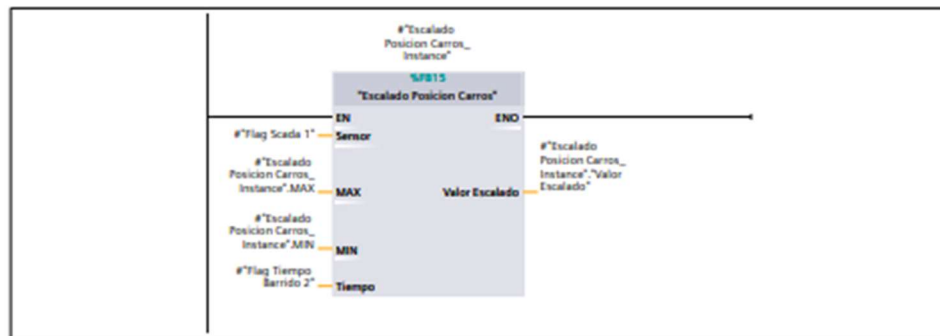 #"Escalado
Posicion Carros_
Instance"
%FB15
"Escalado Posicion Carros"
EN
ENO
#"Flag Scada 1"
Sensor
#"Escalado
Posicion Carros_
Instance".MAX
MAX
Valor Escalado
#"Escalado
Posicion Carros_
Instance"."Valor
Escalado"
#"Escalado
Posicion Carros_
Instance".MIN
MIN
#"Flag Tiempo
Barrido 2"
Tiempo